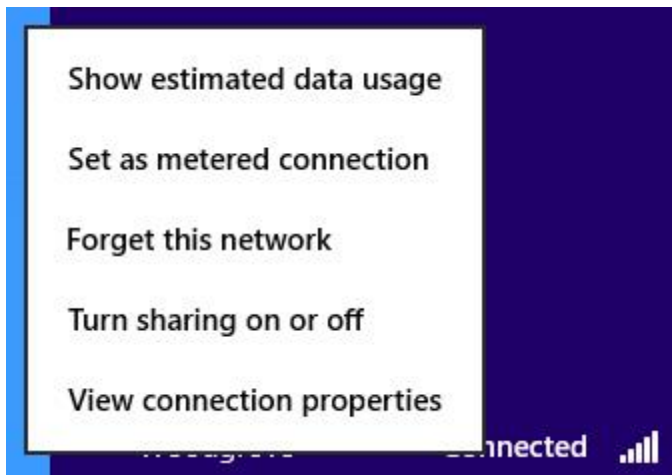 Show estimated data usage
Set as metered connection
Forget this network
Turn sharing on or off
View connection properties
Connected